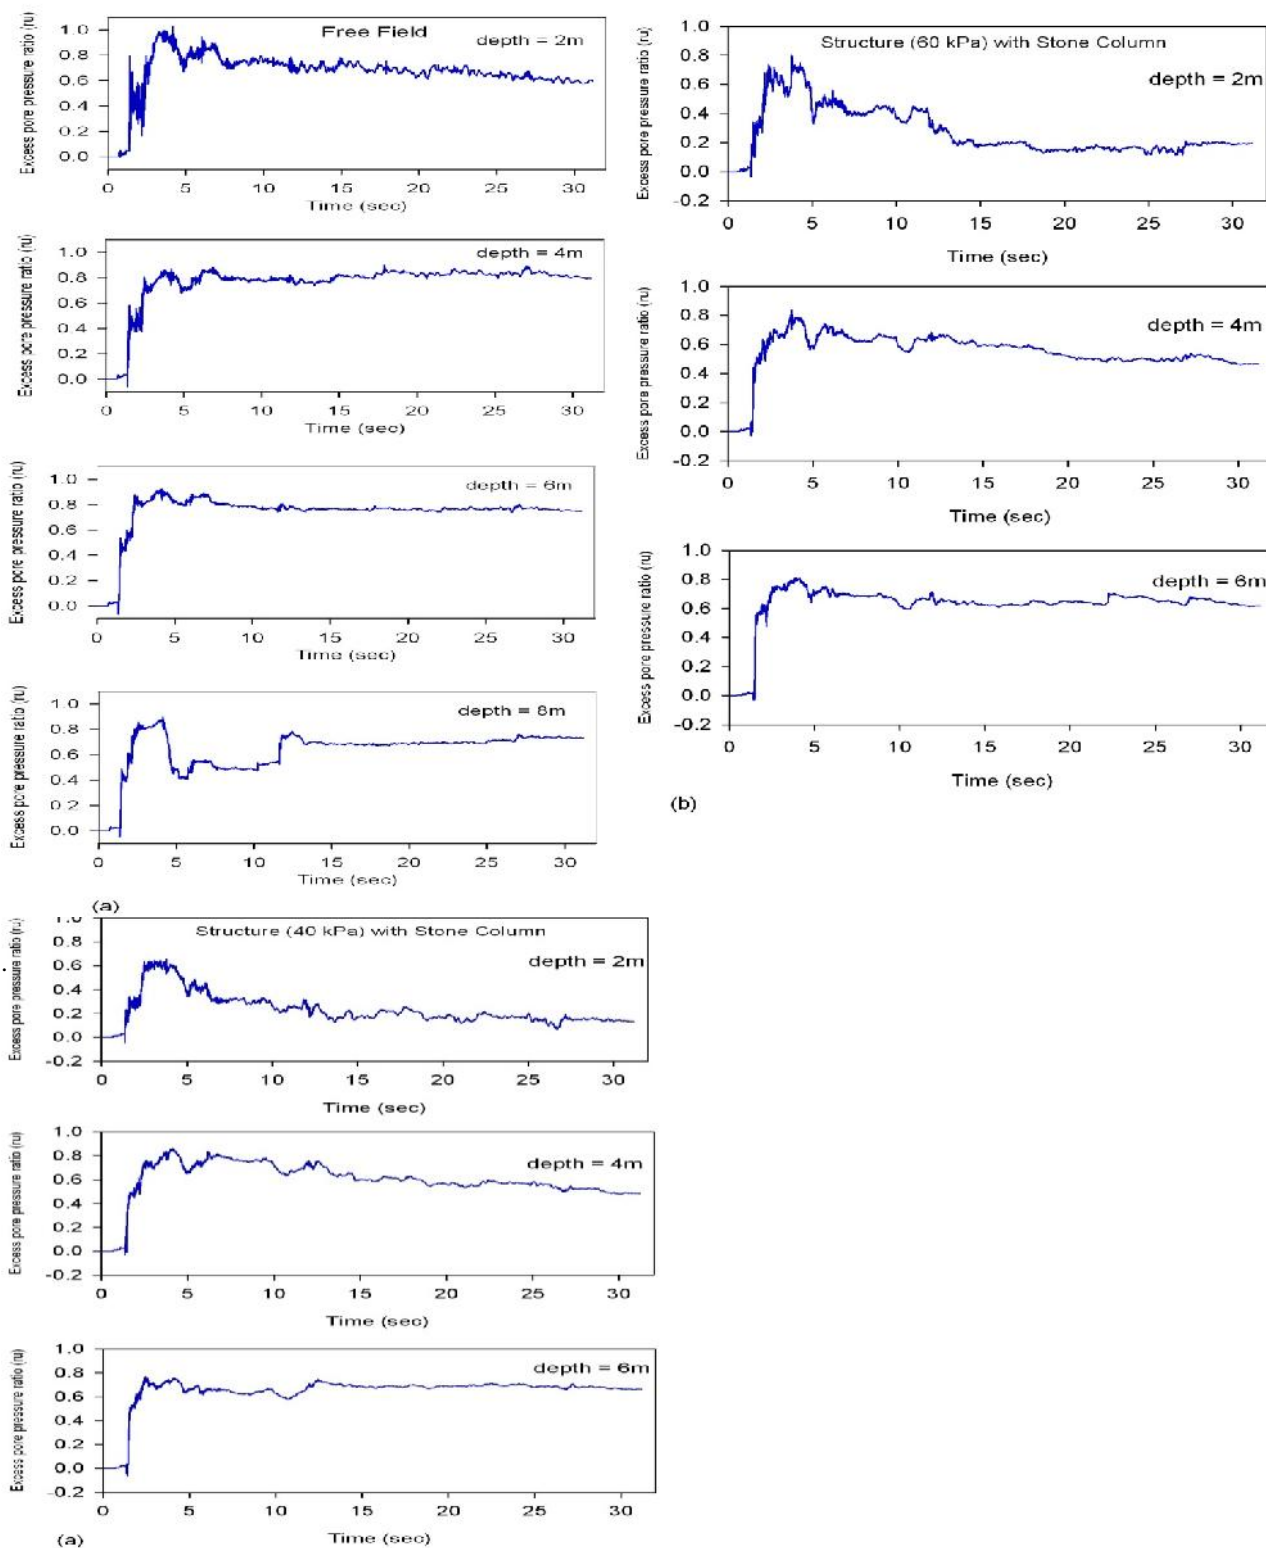 Excess pore pressure ratio (ru)
1.0
0.8
0.6
0.4
0.2
0.0
Free Field
depth = 2m
0 5 10 15 20 25 30
Time (sec)
Excess pore pressure ratio (ru)
1.0
0.8
0.6
0.4
0.2
0.0
depth = 4m
0 5 10 15 20 25 30
Time (sec)
Excess pore pressure ratio (ru)
1.0
0.8
0.6
0.4
0.2
0.0
depth = 6m
0 5 10 15 20 25 30
Time (sec)
Excess pore pressure ratio (ru)
1.0
0.8
0.6
0.4
0.2
0.0
depth = 8m
0 5 10 15 20 25 30
Time (sec)
(a)
Excess pore pressure ratio (ru)
1.0
0.8
0.6
0.4
0.2
0.0
-0.2
Structure (40 kPa) with Stone Column
depth = 2m
0 5 10 15 20 25 30
Time (sec)
Excess pore pressure ratio (ru)
1.0
0.8
0.6
0.4
0.2
0.0
-0.2
depth = 4m
0 5 10 15 20 25 30
Time (sec)
Excess pore pressure ratio (ru)
1.0
0.8
0.6
0.4
0.2
0.0
-0.2
depth = 6m
0 5 10 15 20 25 30
(a)
Time (sec)
Excess pore pressure ratio (ru)
1.0
0.8
0.6
0.4
0.2
0.0
-0.2
Structure (60 kPa) with Stone Column
depth = 2m
0 5 10 15 20 25 30
Time (sec)
Excess pore pressure ratio (ru)
1.0
0.8
0.6
0.4
0.2
0.0
-0.2
depth = 4m
0 5 10 15 20 25 30
Time (sec)
Excess pore pressure ratio (ru)
1.0
0.8
0.6
0.4
0.2
0.0
-0.2
depth = 6m
0 5 10 15 20 25 30
Time (sec)
(b)